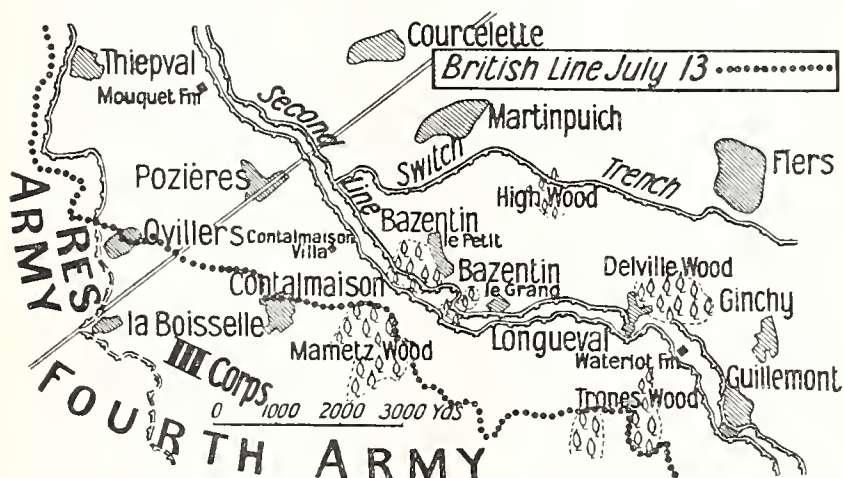 Courcelette
Thiepval
British Line July 13
Mouquet Fm
Second
Line
Martinpuich
Switch
Trench
Flers
Pozières
High Wood
RES
ARMY
Ovillers
Contalmaison
Villa
Bazentin
le Petit
Bazentin
le Grand
Delville Wood
Ginchy
Contalmaison
la Boisselle
Mametz Wood
Longueval
Waterlot Fm
Guillemont
III Corps
Trones Wood
0 1000 2000 3000 Yds
FOURTH ARMY